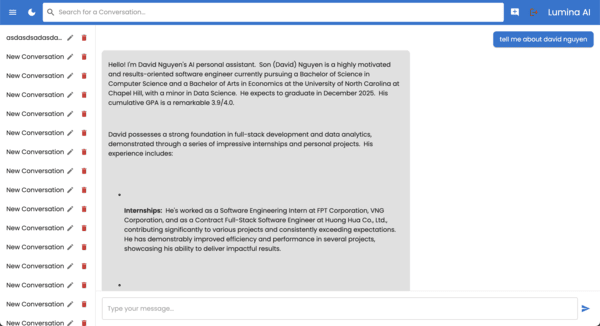 Search for a Conversation...
Lumina AI
asdasdsadasda...
New Conversation
New Conversation
New Conversation
New Conversation
New Conversation
New Conversation
New Conversation
New Conversation
New Conversation
New Conversation
New Conversation
New Conversation
New Conversation
New Conversation
tell me about david nguyen
Hello! I'm David Nguyen's AI personal assistant. Son (David) Nguyen is a highly motivated
and results-oriented software engineer currently pursuing a Bachelor of Science in
Computer Science and a Bachelor of Arts in Economics at the University of North Carolina at
Chapel Hill, with a minor in Data Science. He expects to graduate in December 2025. His
cumulative GPA is a remarkable 3.9/4.0.
David possesses a strong foundation in full-stack development and data analytics,
demonstrated through a series of impressive internships and personal projects. His
experience includes:
•
Internships: He's worked as a Software Engineering Intern at FPT Corporation, VNG
Corporation, and as a Contract Full-Stack Software Engineer at Huong Hua Co., Ltd.,
contributing significantly to various projects and consistently exceeding expectations.
He has demonstrably improved efficiency and performance in several projects,
showcasing his ability to deliver impactful results.
•
Type your message...